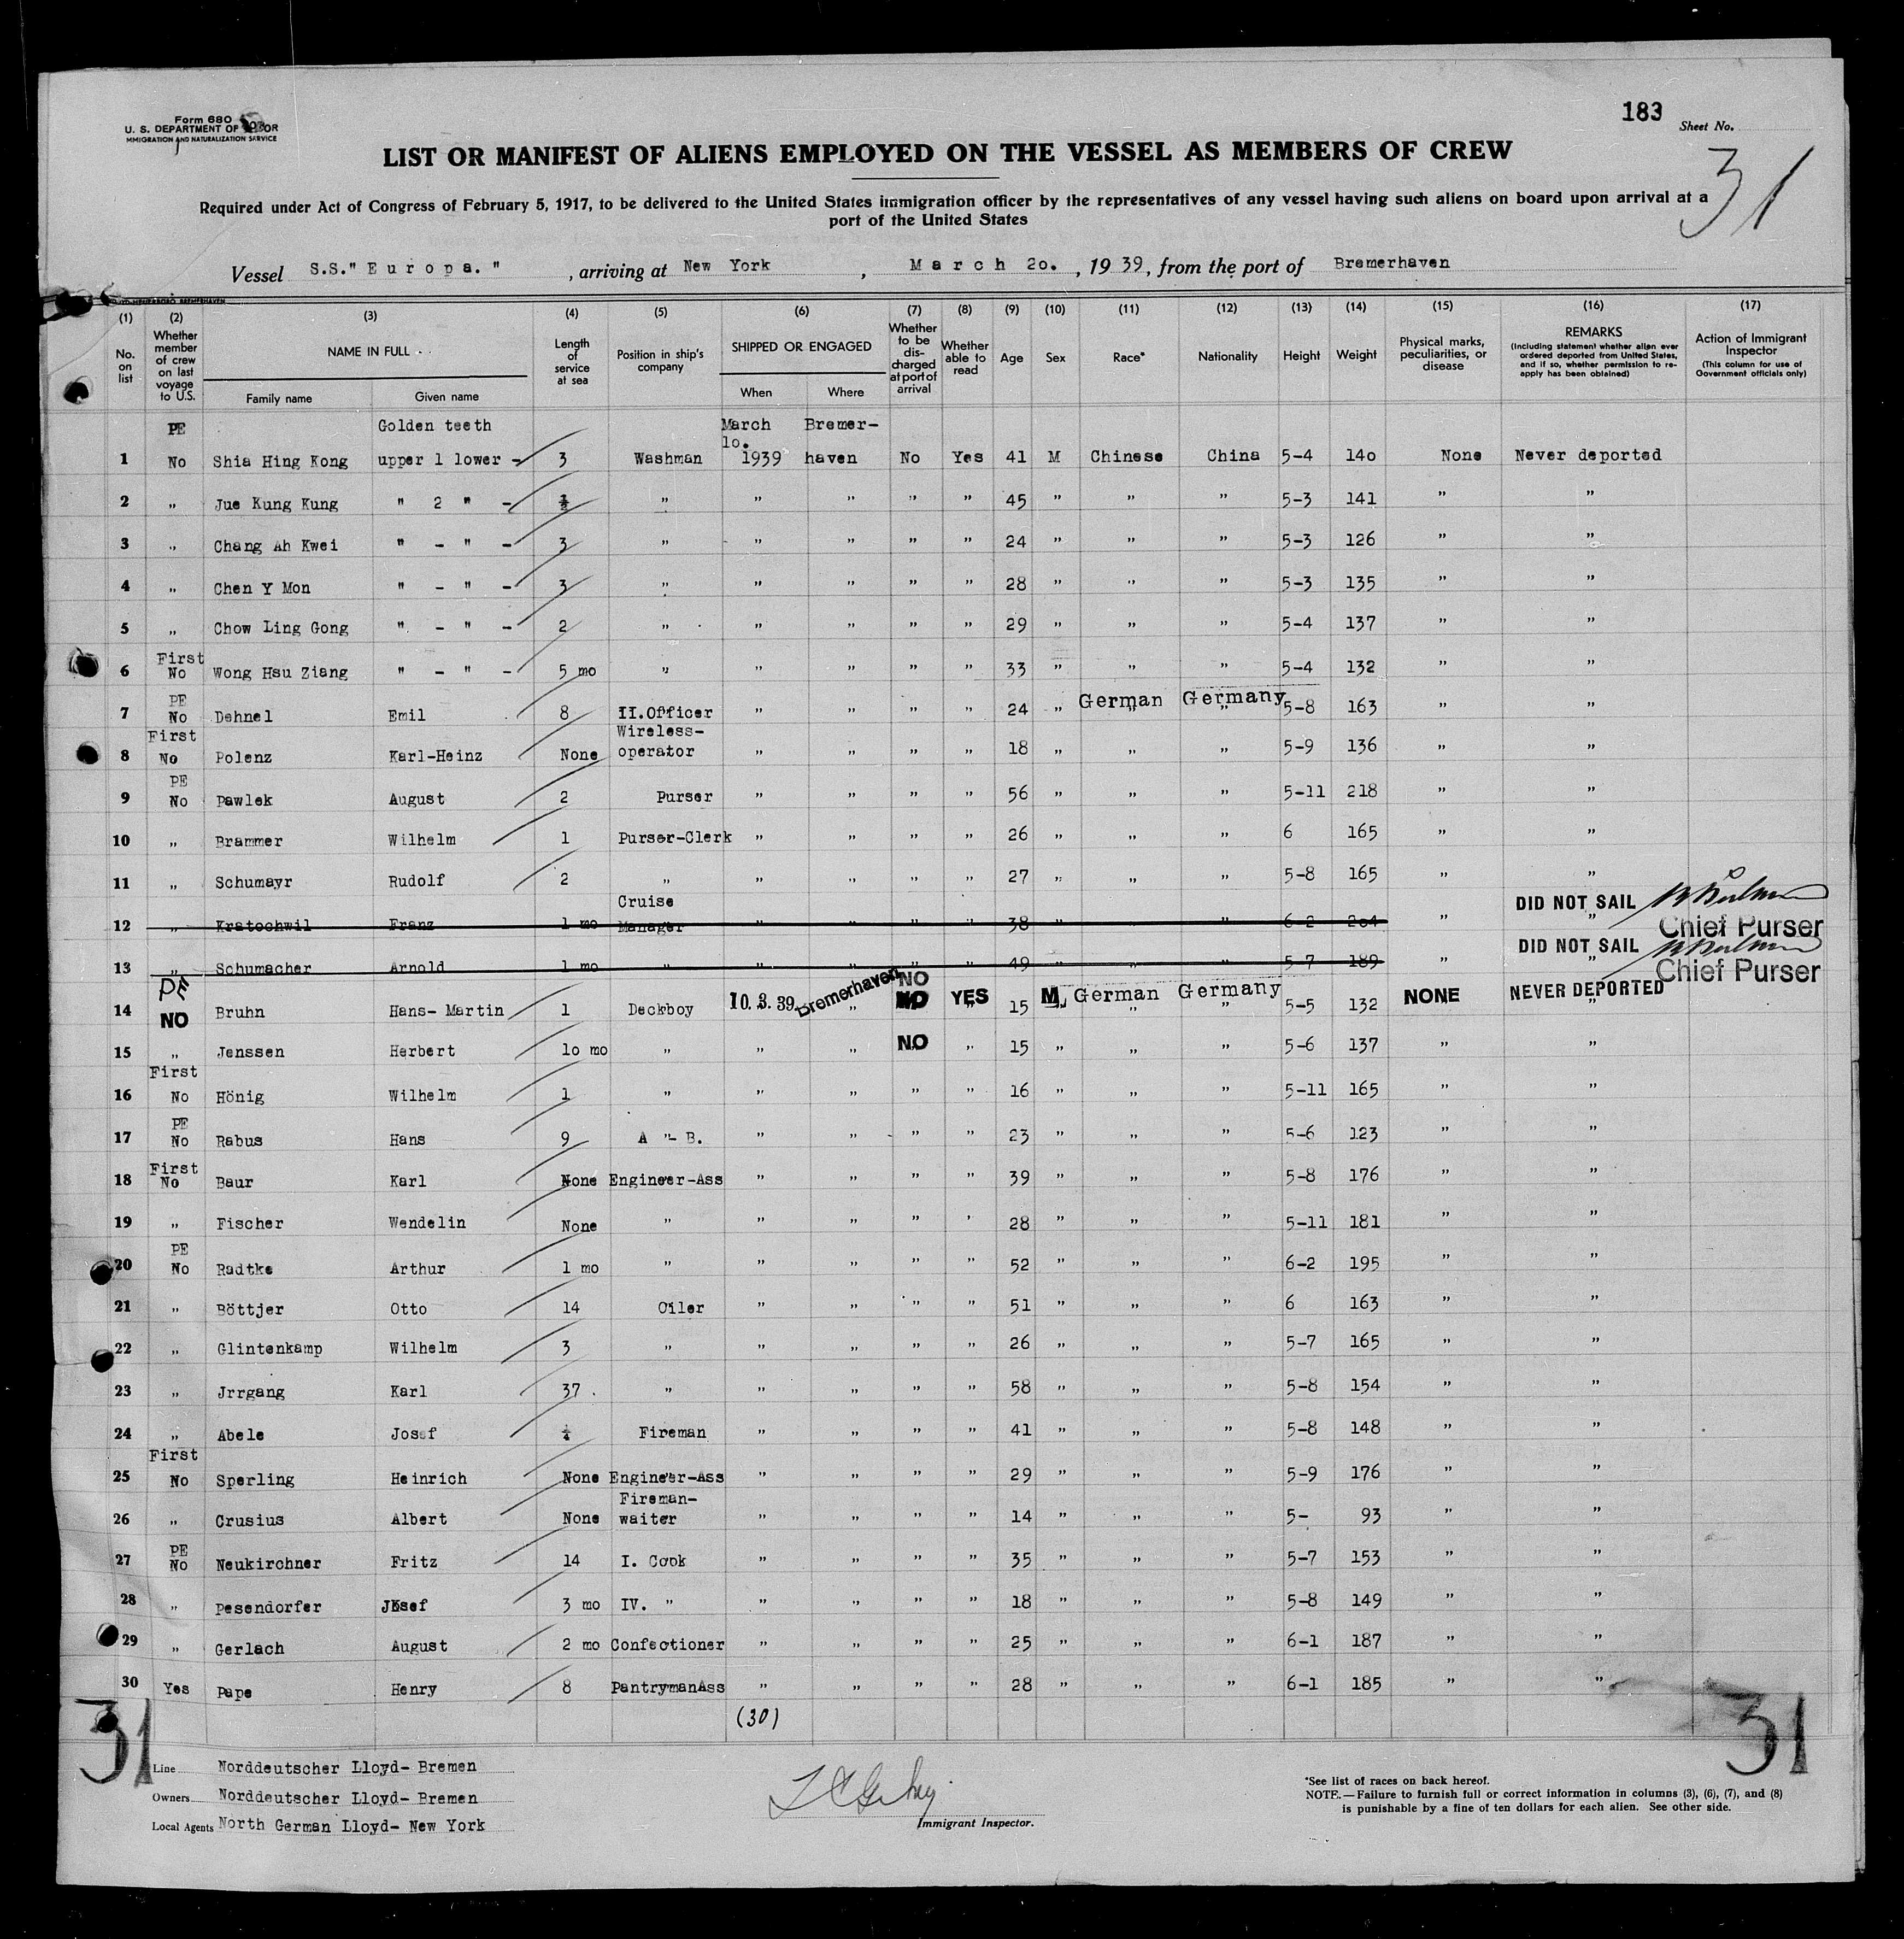 183
Form 680
U. S. DEPARTMENT OF LABOR
IMMIGRATION AND NATURALIZATION SERVICE
Sheet No.
31
LIST OR MANIFEST OF ALIENS EMPLOYED ON THE VESSEL AS MEMBERS OF CREW
Required under Act of Congress of February 5, 1917, to be delivered to the United States immigration officer by the representatives of any vessel having such aliens on board upon arrival at a
port of the United States
Vessel S.S."Europa." , arriving at New York , March 2o. , 1939, from the port of Bremerhaven
(1) No. on list (2) Whether member of crew on last voyage to U.S. (3) NAME IN FULL Family name Given name (4) Length of service at sea (5) Position in ship's company (6) SHIPPED OR ENGAGED When Where (7) Whether to be discharged at port of arrival (8) Whether able to read (9) Age (10) Sex (11) Race* (12) Nationality (13) Height (14) Weight (15) Physical marks, peculiarities, or disease (16) REMARKS (Including statement whether alien ever ordered deported from United States, and if so, whether permission to re-apply has been obtained) (17) Action of Immigrant Inspector (This column for use of Government officials only)
PE Golden teeth March Bremer-
lo.
1 No Shia Hing Kong upper 1 lower - 3 Washman 1939 haven No Yes 41 M Chinese China 5-4 14o None Never deported
2 " Jue Kung Kung " 2 " - " " " " " 45 " " " 5-3 141 " "
3 " Chang Ah Kwei " - " - 3 " " " " " 24 " " " 5-3 126 " "
4 " Chen Y Mon " - " - 3 " " " " " 28 " " " 5-3 135 " "
5 " Chow Ling Gong " - " - 2 " " " " " 29 " " " 5-4 137 " "
First
6 No Wong Hsu Ziang " - " - 5 mo " " " " " 33 " " " 5-4 132 " "
PE
7 No Dehnel Emil 8 II.Officer " " " " 24 " German Germany 5-8 163 " "
First Wireless-
8 No Polenz Karl-Heinz None operator " " " " 18 " " " 5-9 136 " "
PE
9 No Pawlek August 2 Purser " " " " 56 " " " 5-11 218 " "
10 " Brammer Wilhelm 1 Purser-Clerk " " " " 26 " " " 6 165 " "
11 " Schumayr Rudolf 2 " " " " " 27 " " " 5-8 165 " "
Cruise DID NOT SAIL
12 " Kratochwil Franz 1 mo Manager " " " " 38 " " " 6-2 204 " " Chief Purser
DID NOT SAIL
13 " Schumacher Arnold 1 mo " " " " " 49 " " " 5-7 189 " " Chief Purser
PE NO
14 NO Bruhn Hans- Martin 1 Deckboy 10. 3. 39. Bremerhaven NO YES 15 M German Germany 5-5 132 NONE NEVER DEPORTED
15 " Jenssen Herbert 1o mo " " " NO " 15 " " " 5-6 137 " "
First
16 No Hönig Wilhelm 1 " " " " " 16 " " " 5-11 165 " "
PE
17 No Rabus Hans 9 A "- B. " " " " 23 " " " 5-6 123 " "
First
18 No Baur Karl None Engineer-Ass " " " " 39 " " " 5-8 176 " "
19 " Fischer Wendelin None " " " " " 28 " " " 5-11 181 " "
PE
20 No Radtke Arthur 1 mo " " " " " 52 " " " 6-2 195 " "
21 " Böttjer Otto 14 Oiler " " " " 51 " " " 6 163 " "
22 " Glintenkamp Wilhelm 3 " " " " " 26 " " " 5-7 165 " "
23 " Jrrgang Karl 37 " " " " " 58 " " " 5-8 154 " "
24 " Abele Josef Fireman " " " " 41 " " " 5-8 148 " "
First
25 No Sperling Heinrich None Engineer-Ass " " " " 29 " " " 5-9 176 " "
Fireman-
26 " Crusius Albert None waiter " " " " 14 " " " 5- 93 " "
PE
27 No Neukirchner Fritz 14 I. Cook " " " " 35 " " " 5-7 153 " "
28 " Pesendorfer Josef 3 mo IV. " " " " " 18 " " " 5-8 149 " "
29 " Gerlach August 2 mo Confectioner " " " " 25 " " " 6-1 187 " "
30 Yes Pape Henry 8 PantrymanAss " " " " 28 " " " 6-1 185 " "
(30)
31
31
Line Norddeutscher Lloyd- Bremen
Owners Norddeutscher Lloyd- Bremen
Local Agents North German Lloyd- New York
Immigrant Inspector.
*See list of races on back hereof.
NOTE.—Failure to furnish full or correct information in columns (3), (6), (7), and (8)
is punishable by a fine of ten dollars for each alien. See other side.